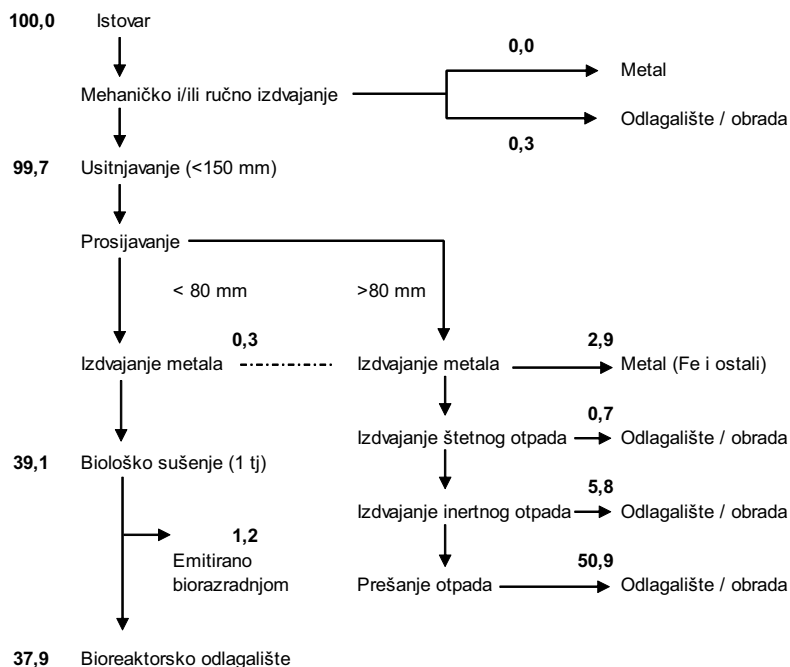 100,0 Istovar
0,0
Metal
Mehaničko i/ili ručno izdvajanje
Odlagalište / obrada
0,3
99,7 Usitnjavanje (<150 mm)
Prosijavanje
< 80 mm >80 mm
0,3 2,9
Izdvajanje metala Izdvajanje metala Metal (Fe i ostali)
0,7
Izdvajanje štetnog otpada Odlagalište / obrada
39,1 Biološko sušenje (1 tj)
5,8
Izdvajanje inertnog otpada Odlagalište / obrada
1,2
Emitirano
biorazradnjom
50,9
Prešanje otpada Odlagalište / obrada
37,9 Bioreaktorsko odlagalište